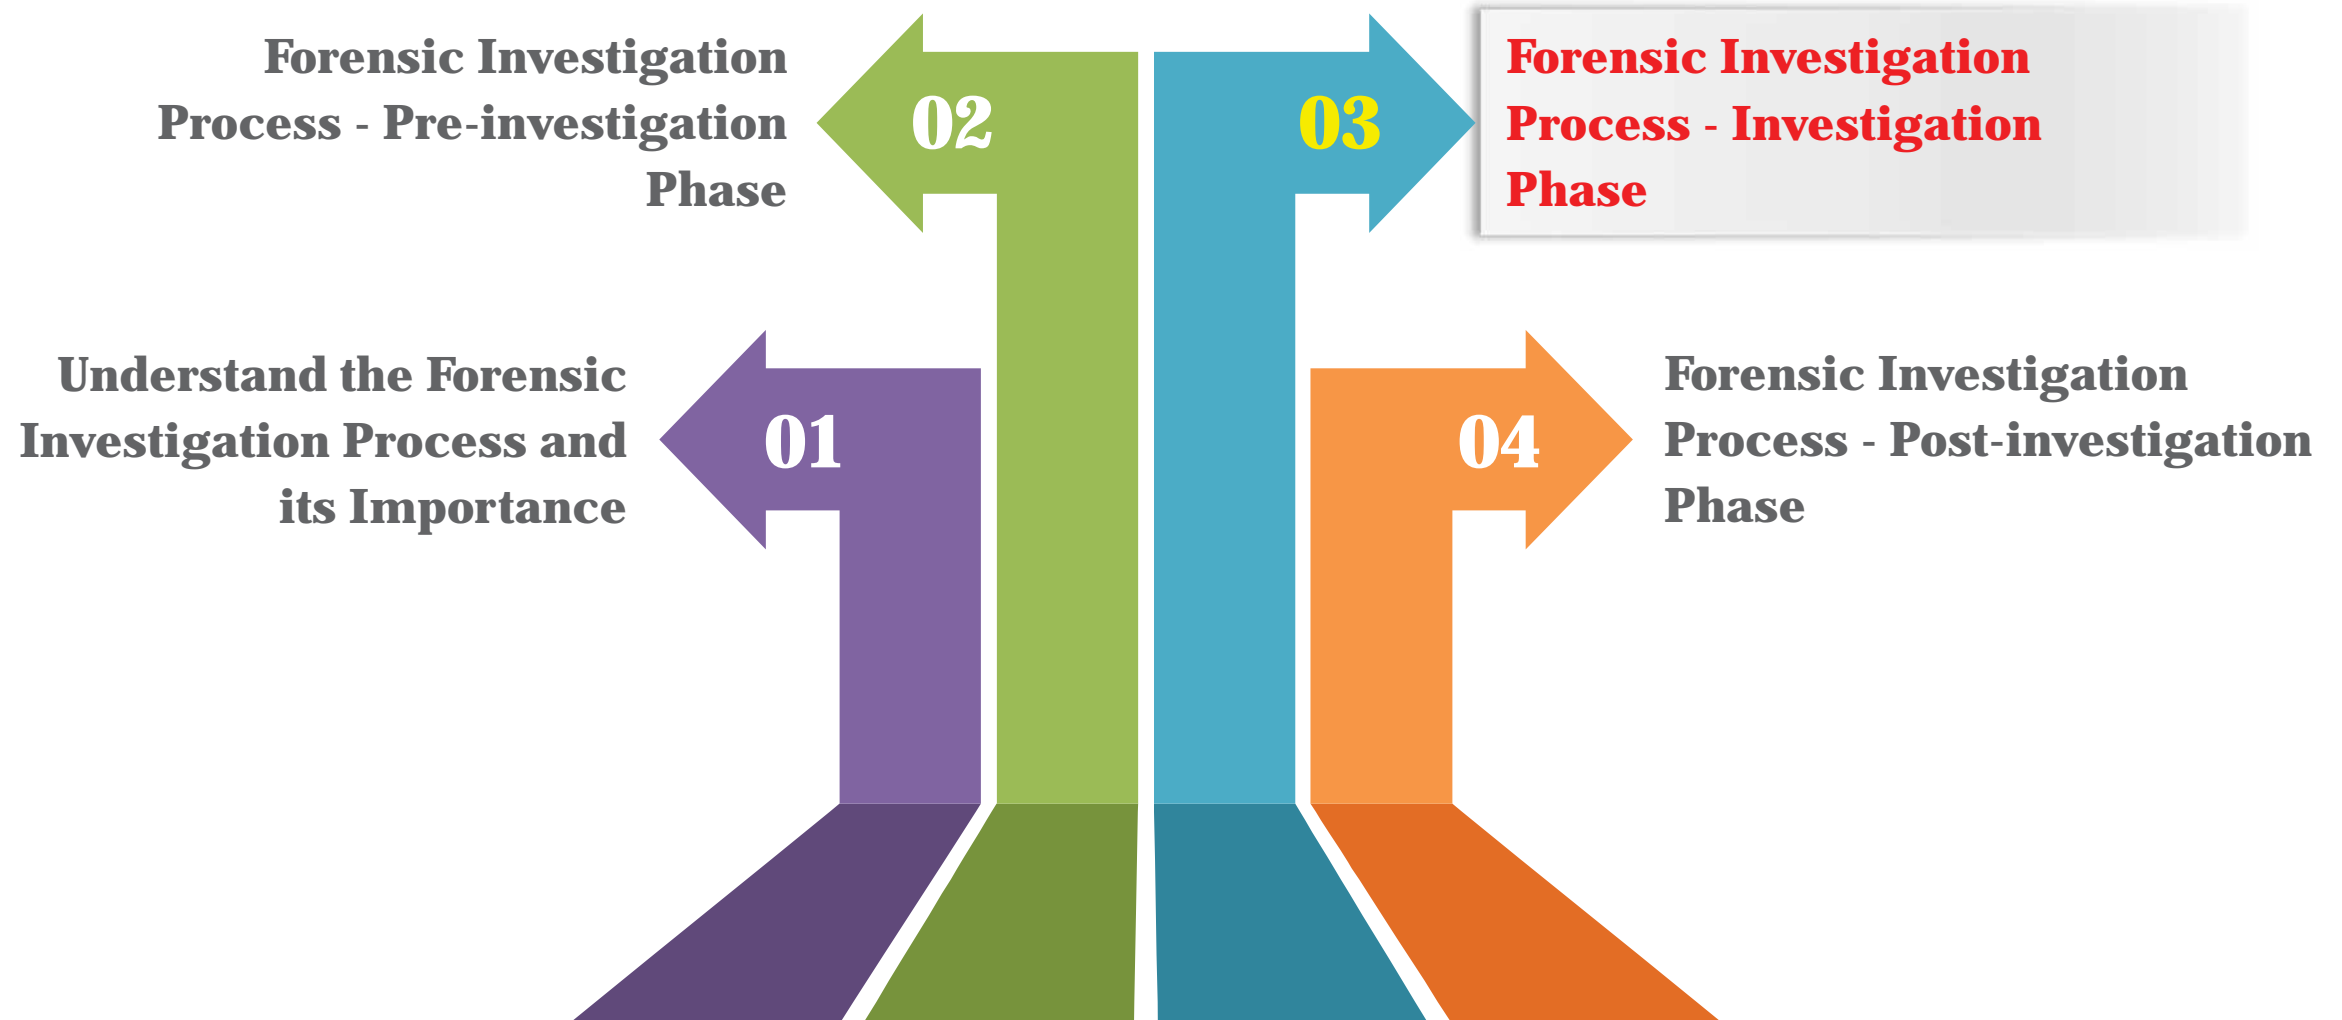 Forensic Investigation
Process - Pre-investigation
Phase
02
03
Forensic Investigation
Process - Investigation
Phase
Understand the Forensic
Investigation Process and
its Importance
01
04
Forensic Investigation
Process - Post-investigation
Phase